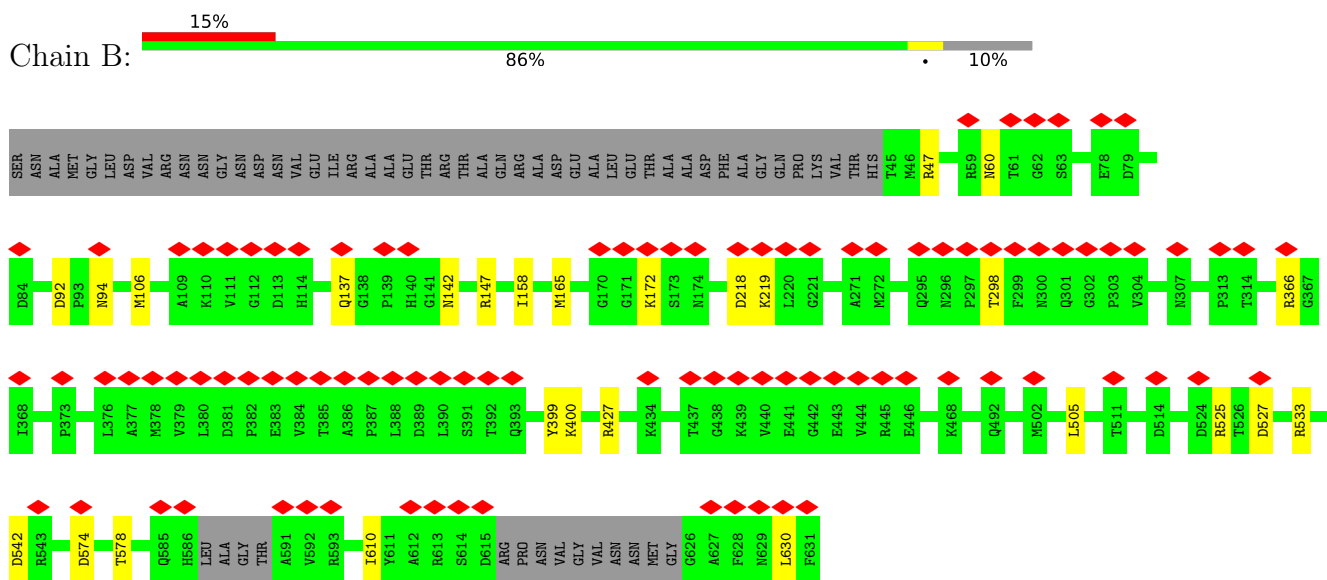 15%
Chain B:
86% • 10%
SER ASN ALA MET GLY LEU ASP VAL ARG ASN ASN GLY ASN ASP ASN VAL GLU ILE ARG ALA ALA GLU THR ARG THR ALA GLN ARG ALA ASP GLU ALA LEU GLU THR ALA ALA ASP PHE ALA GLY GLN PRO LYS VAL THR HIS T45 M46 R47 R59 N60 T61 G62 S63 E78 D79
D84 D92 P93 N94 M106 A109 K110 V111 G112 D113 H114 Q137 G138 P139 H140 G141 N142 R147 I158 M165 G170 G171 K172 S173 N174 D218 K219 L220 G221 A271 M272 Q295 N296 P297 T298 F299 N300 Q301 G302 P303 V304 N307 P313 T314 R366 G367
I368 P373 L376 A377 M378 V379 L380 D381 P382 E383 V384 T385 A386 P387 L388 D389 L390 S391 T392 Q393 Y399 K400 R427 K434 T437 G438 K439 V440 E441 G442 E443 V444 R445 E446 K468 Q492 M502 L505 T511 D514 D524 R525 T526 D527 R533
D542 R543 D574 T578 Q585 H586 LEU ALA GLY THR A591 V592 R593 I610 Y611 A612 R613 S614 D615 ARG PRO ASN VAL GLY VAL ASN ASN MET GLY G626 A627 F628 N629 L630 F631